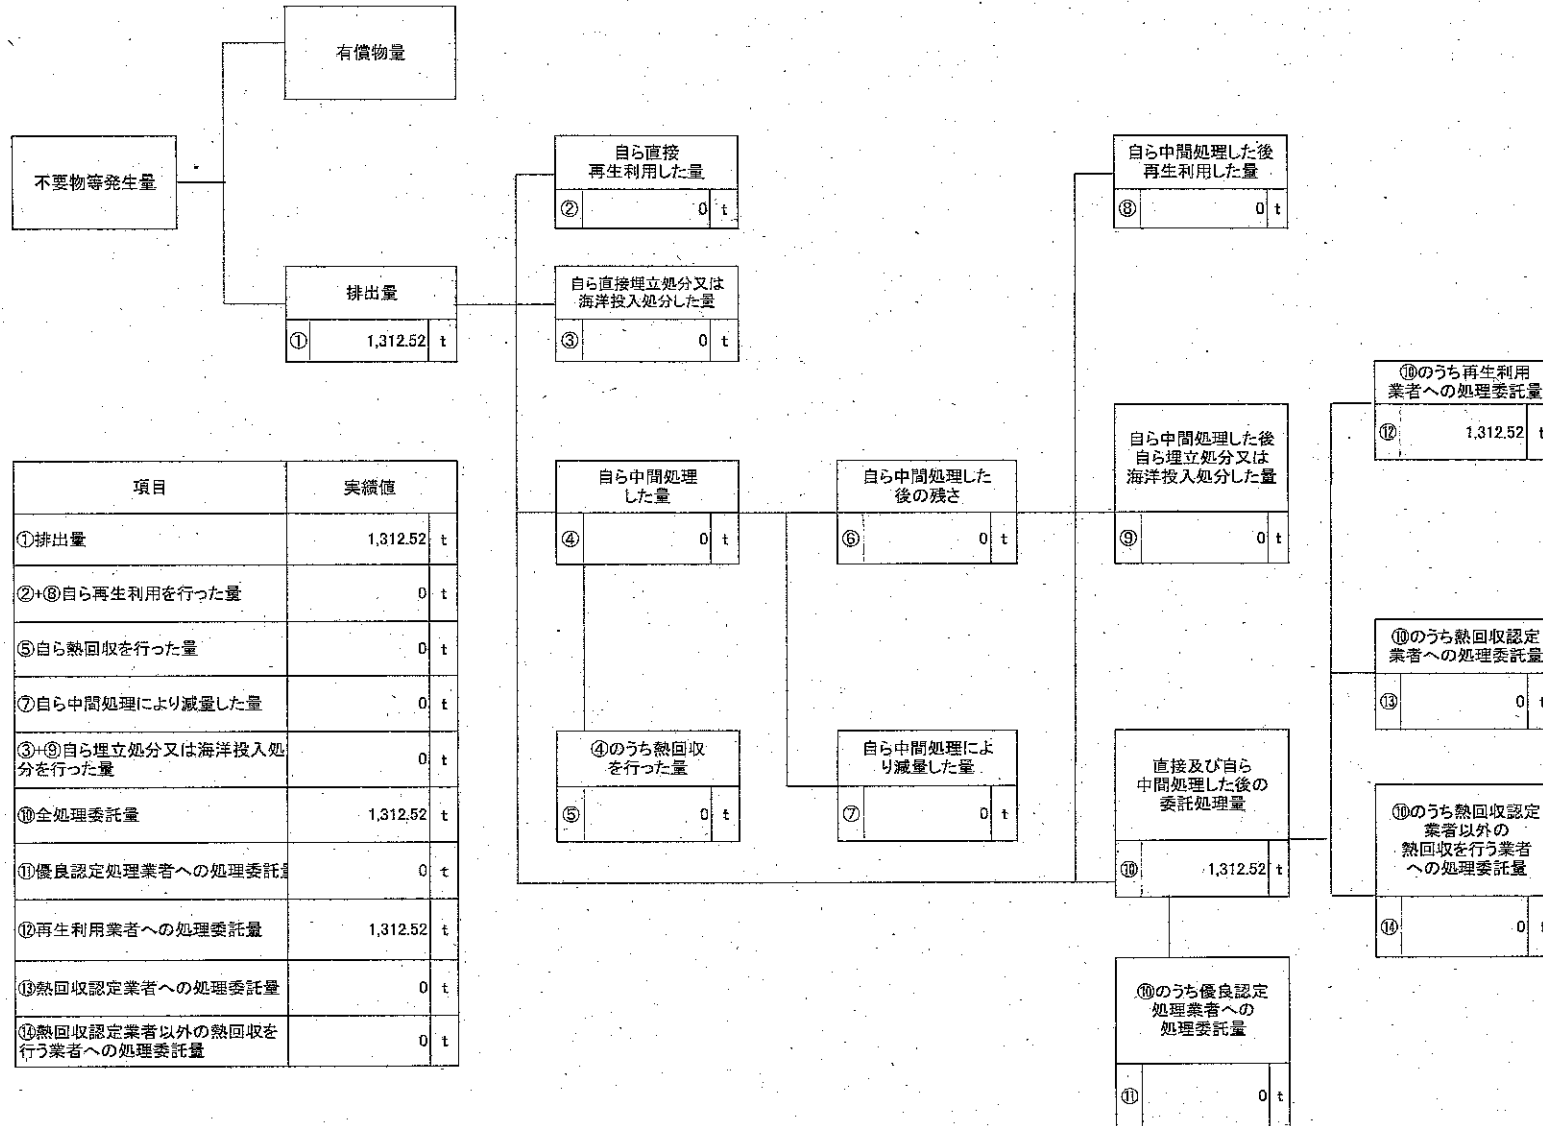 有償物量
不要物等発生量
排出量
① 1,312.52 t
自ら直接
再生利用した量
② 0 t
自ら直接埋立処分又は
海洋投入処分した量
③ 0 t
自ら中間処理
した量
④ 0 t
④のうち熱回収
を行った量
⑤ 0 t
自ら中間処理した
後の残さ
⑥ 0 t
自ら中間処理によ
り減量した量
⑦ 0 t
自ら中間処理した後
再生利用した量
⑧ 0 t
自ら中間処理した後
自ら埋立処分又は
海洋投入処分した量
⑨ 0 t
直接及び自ら
中間処理した後の
委託処理量
⑩ 1,312.52 t
⑩のうち優良認定
処理業者への
処理委託量
⑪ 0 t
⑩のうち再生利用
業者への処理委託量
⑫ 1,312.52 t
⑩のうち熱回収認定
業者への処理委託量
⑬ 0 t
⑩のうち熱回収認定
業者以外の
熱回収を行う業者
への処理委託量
⑭ 0 t
項目 実績値
①排出量 1,312.52 t
②+⑧自ら再生利用を行った量 0 t
⑤自ら熱回収を行った量 0 t
⑦自ら中間処理により減量した量 0 t
③+⑨自ら埋立処分又は海洋投入処
分を行った量 0 t
⑩全処理委託量 1,312.52 t
⑪優良認定処理業者への処理委託量 0 t
⑫再生利用業者への処理委託量 1,312.52 t
⑬熱回収認定業者への処理委託量 0 t
⑭熱回収認定業者以外の熱回収を
行う業者への処理委託量 0 t